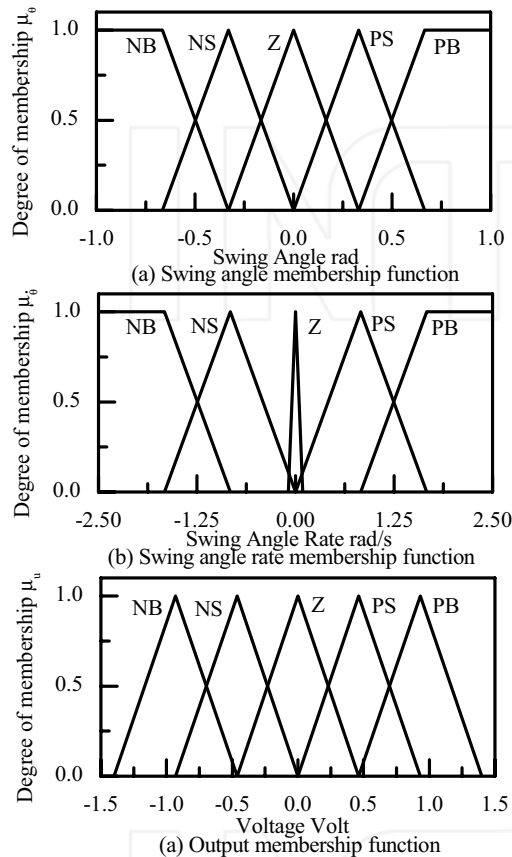 Degree of membership μθ
1.0
0.5
0.0
NB NS Z PS PB
-1.0 -0.5 0.0 0.5 1.0
Swing Angle rad
(a) Swing angle membership function
Degree of membership μθ̇
1.0
0.5
0.0
NB NS Z PS PB
-2.50 -1.25 0.00 1.25 2.50
Swing Angle Rate rad/s
(b) Swing angle rate membership function
Degree of membership μu
1.0
0.5
0.0
NB NS Z PS PB
-1.5 -1.0 -0.5 0.0 0.5 1.0 1.5
Voltage Volt
(a) Output membership function